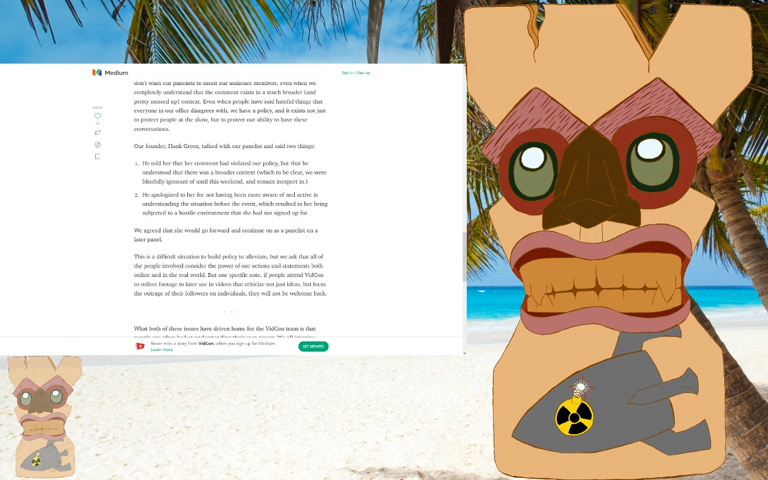 Medium
Sign in / Sign up
don't want our panelists to insult our audience members, even when we
completely understand that the comment exists in a much broader (and
pretty messed up) context. Even when people have said hateful things that
everyone in our office disagrees with, we have a policy, and it exists not just
to protect people at the show, but to protect our ability to have these
conversations.
Our founder, Hank Green, talked with our panelist and said two things:
1. He told her that her comment had violated our policy, but that he
understood that there was a broader context (which to be clear, we were
blissfully ignorant of until this weekend, and remain inexpert in.)
2. He apologized to her for not having been more aware of and active in
understanding the situation before the event, which resulted in her being
subjected to a hostile environment that she had not signed up for.
We agreed that she would go forward and continue on as a panelist on a
later panel.
This is a difficult situation to build policy to alleviate, but we ask that all of
the people involved consider the power of our actions and statements both
online and in the real world. But one specific note, if people attend VidCon
to collect footage to later use in videos that criticize not just ideas, but focus
the outrage of their followers on individuals, they will not be welcome back.
What both of these issues have driven home for the VidCon team is that
Never miss a story from VidCon, when you sign up for Medium.
Learn more
GET UPDATES